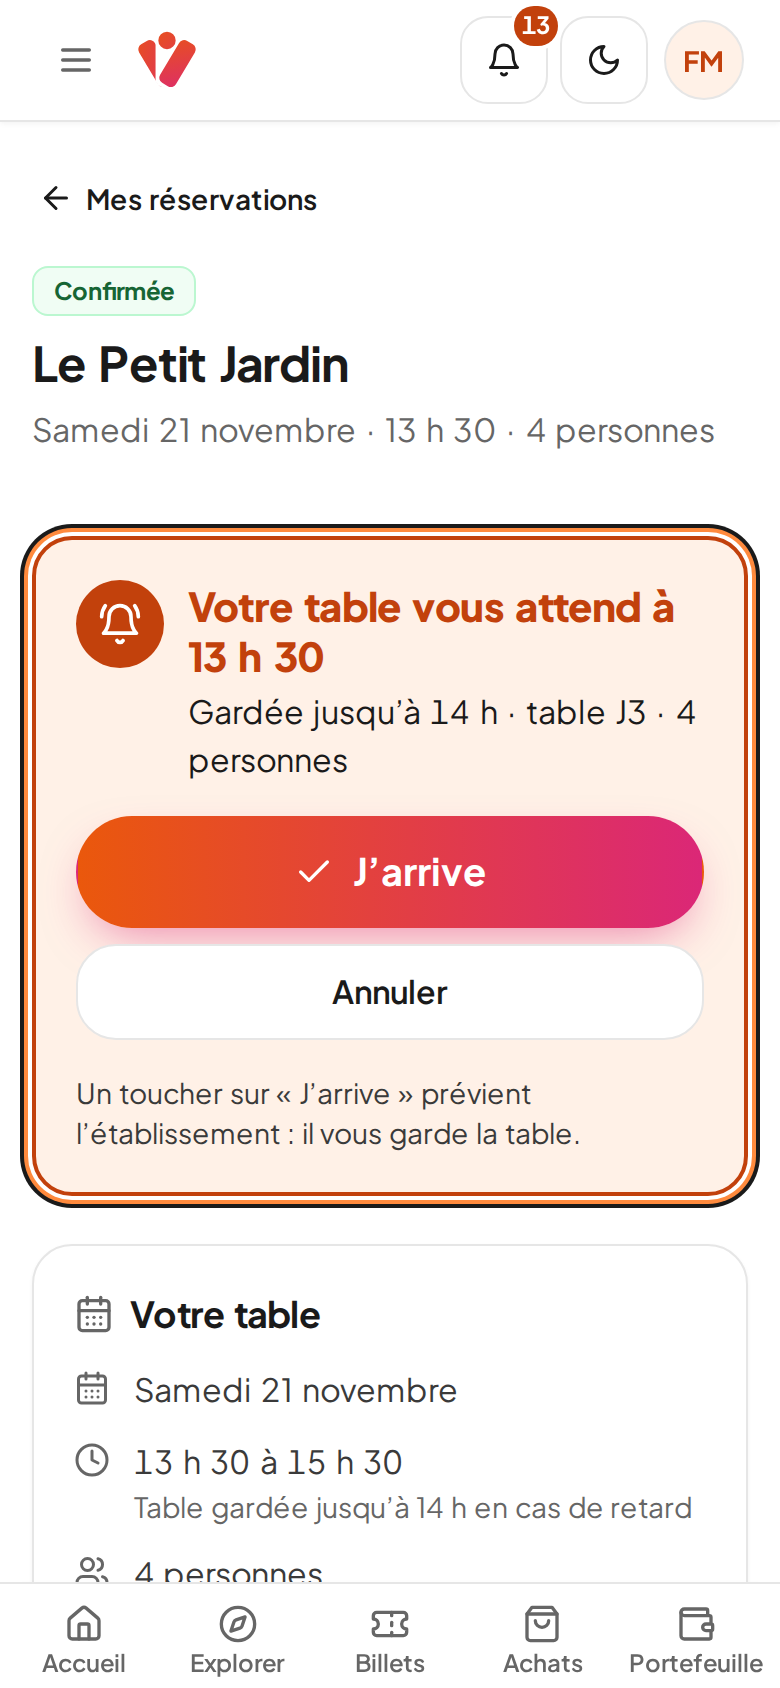 13
FM
Mes réservations
Confirmée
Le Petit Jardin
Samedi 21 novembre · 13 h 30 · 4 personnes
Votre table vous attend à
13 h 30
Gardée jusqu’à 14 h · table J3 · 4
personnes
J’arrive
Annuler
Un toucher sur « J’arrive » prévient
l’établissement : il vous garde la table.
Votre table
Samedi 21 novembre
13 h 30 à 15 h 30
Table gardée jusqu’à 14 h en cas de retard
4 personnes
Accueil
Explorer
Billets
Achats
Portefeuille